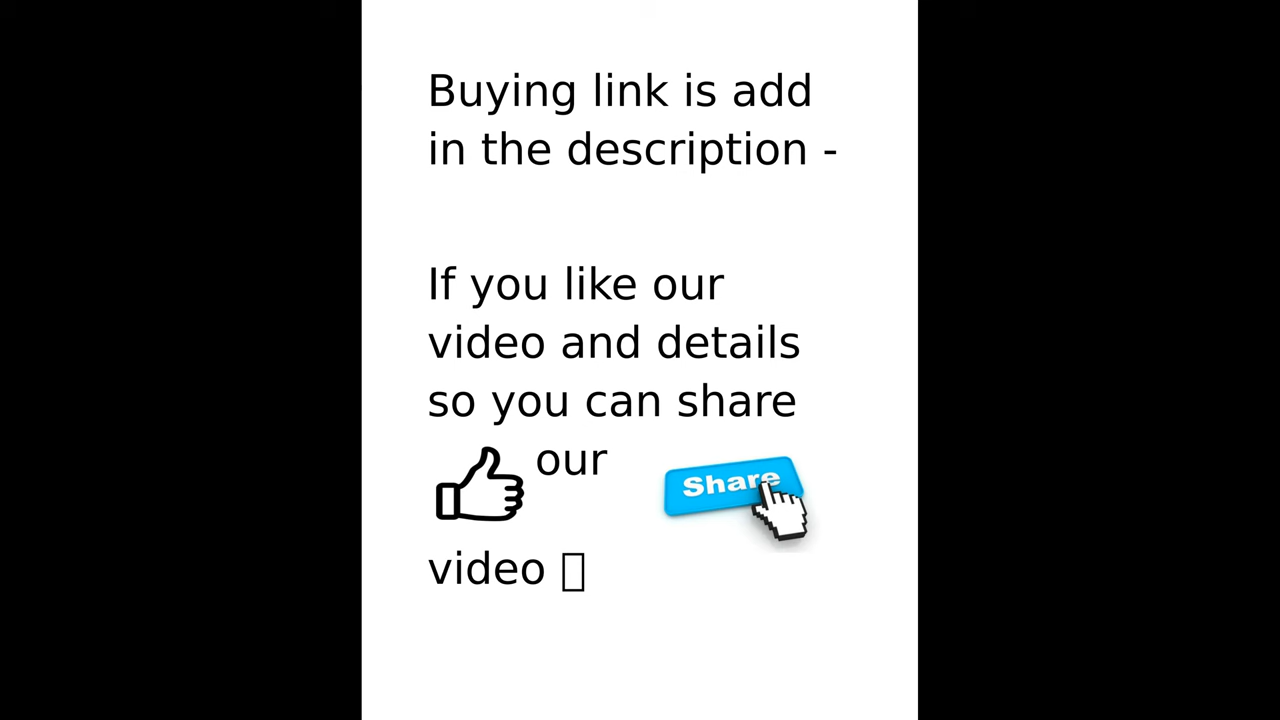 Buying link is add
in the description -
If you like our
video and details
so you can share
our
Share
video